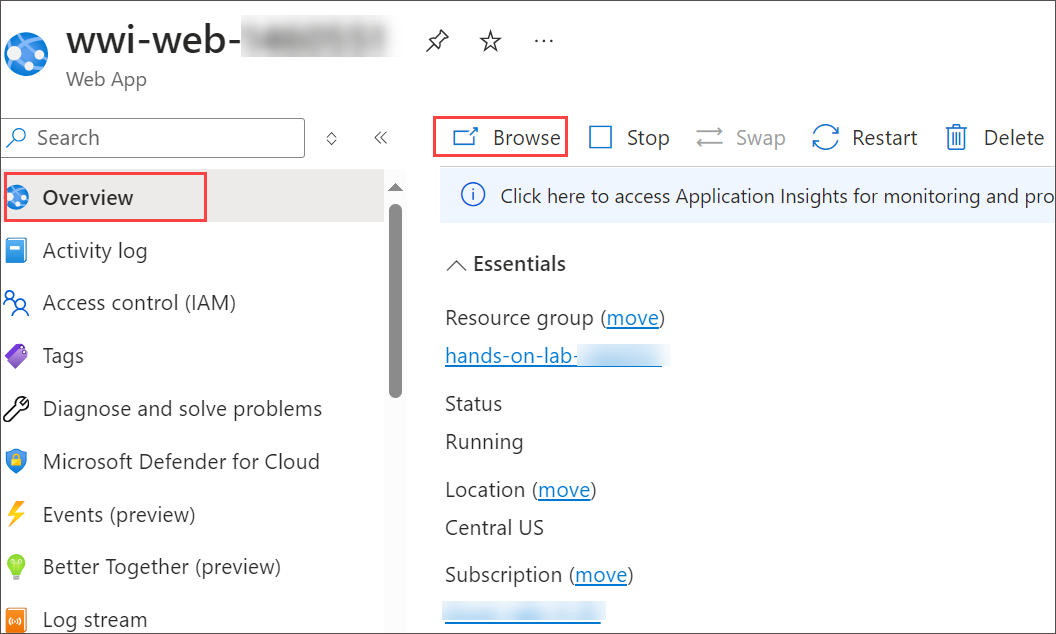 wwi-web-
Web App
Search
Browse
Stop
Swap
Restart
Delete
Overview
Click here to access Application Insights for monitoring and pro
Activity log
Access control (IAM)
Tags
Diagnose and solve problems
Microsoft Defender for Cloud
Events (preview)
Better Together (preview)
Log stream
Essentials
Resource group (move)
hands-on-lab-
Status
Running
Location (move)
Central US
Subscription (move)